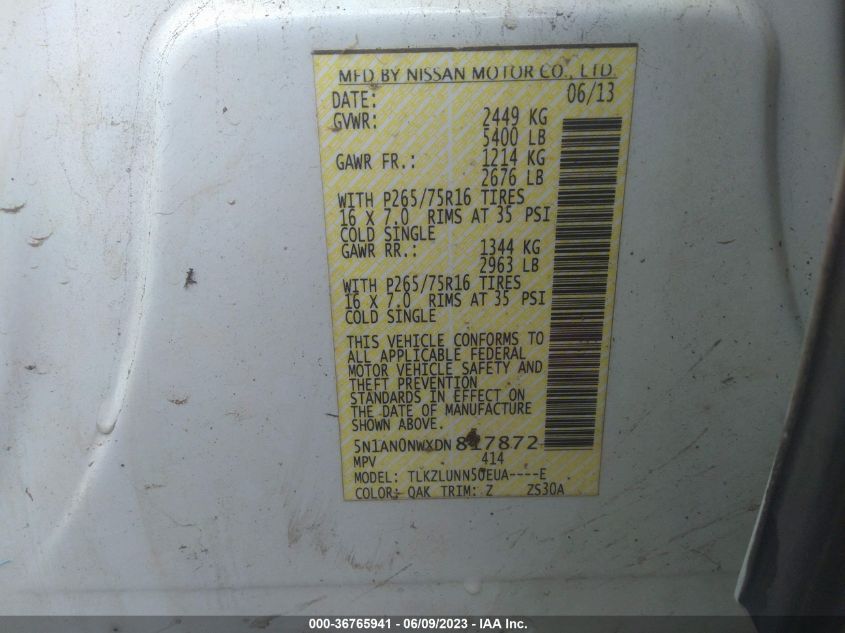 MFD BY NISSAN MOTOR CO., LTD.
DATE: 06/13
GVWR: 2449 KG
5400 LB
GAWR FR.: 1214 KG
2676 LB
WITH P265/75R16 TIRES
16 X 7.0 RIMS AT 35 PSI
COLD SINGLE
GAWR RR.: 1344 KG
2963 LB
WITH P265/75R16 TIRES
16 X 7.0 RIMS AT 35 PSI
COLD SINGLE
THIS VEHICLE CONFORMS TO
ALL APPLICABLE FEDERAL
MOTOR VEHICLE SAFETY AND
THEFT PREVENTION
STANDARDS IN EFFECT ON
THE DATE OF MANUFACTURE
SHOWN ABOVE.
5N1AN0NWXDN817872
MPV 414
MODEL: TLKZLUNN50EUA----E
COLOR: QAK TRIM: Z ZS30A
000-36765941 - 06/09/2023 - IAA Inc.